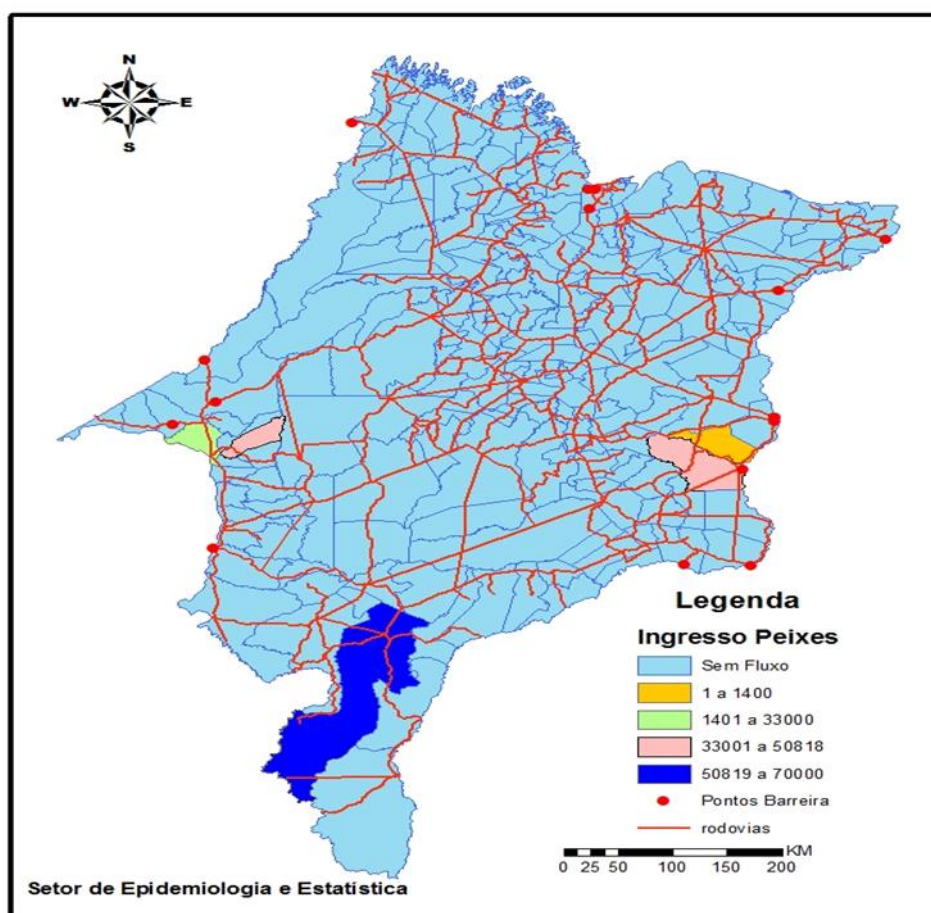 N
W E
S
Legenda
Ingresso Peixes
Sem Fluxo
1 a 1400
1401 a 33000
33001 a 50818
50819 a 70000
Pontos Barreira
rodovias
KM
0 25 50 100 150 200
Setor de Epidemiologia e Estatística